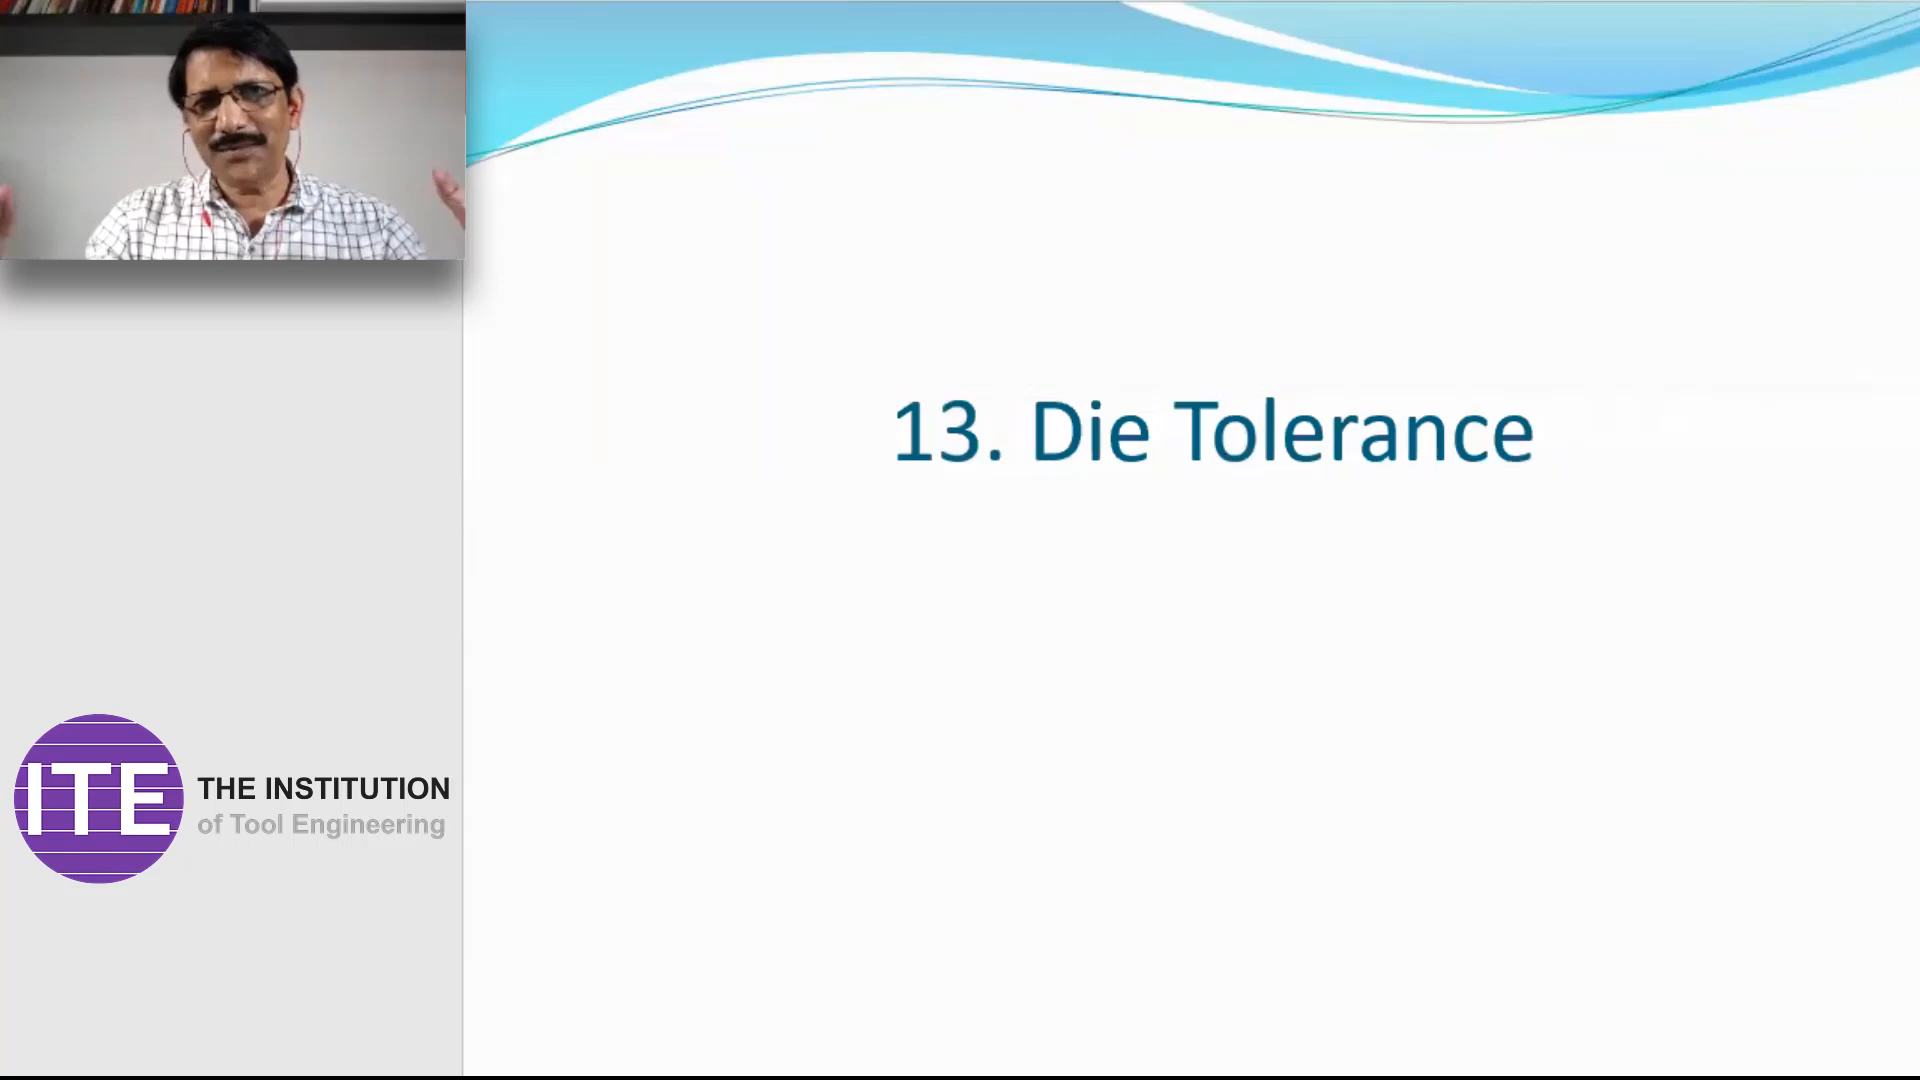 13. Die Tolerance
ITE
THE INSTITUTION
of Tool Engineering